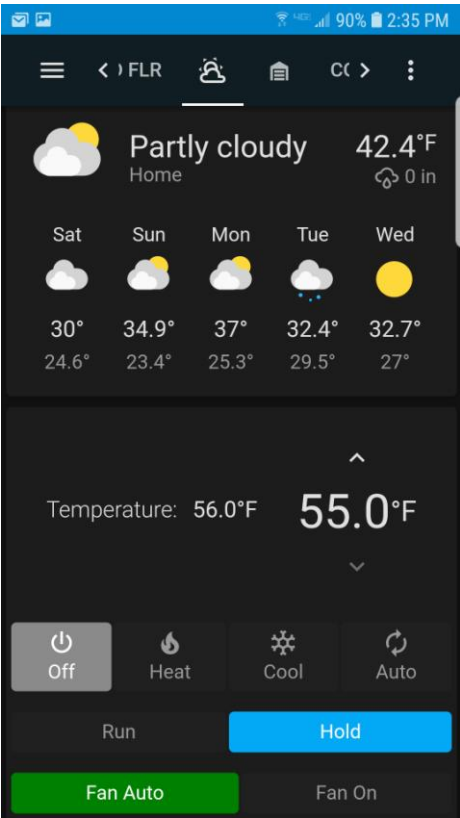 90% 2:35 PM
FLR
Partly cloudy 42.4°F
Home 0 in
Sat Sun Mon Tue Wed
30° 34.9° 37° 32.4° 32.7°
24.6° 23.4° 25.3° 29.5° 27°
Temperature: 56.0°F 55.0°F
Off Heat Cool Auto
Run Hold
Fan Auto Fan On